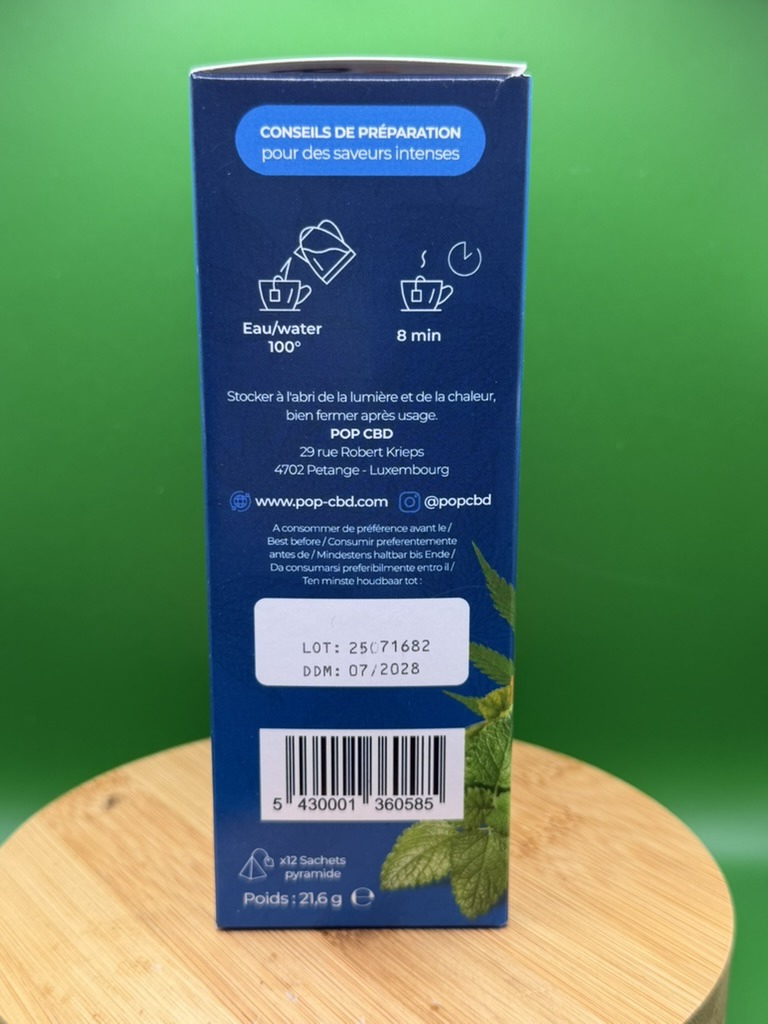 CONSEILS DE PRÉPARATION
pour des saveurs intenses
Eau/water
100°
8 min
Stocker à l'abri de la lumière et de la chaleur,
bien fermer après usage.
POP CBD
29 rue Robert Krieps
4702 Petange - Luxembourg
www.pop-cbd.com @popcbd
A consommer de préférence avant le /
Best before / Consumir preferentemente
antes de / Mindestens haltbar bis Ende /
Da consumarsi preferibilmente entro il /
Ten minste houdbaar tot :
LOT: 25071682
DDM: 07/2028
5 430001 360585
x12 Sachets
pyramide
Poids : 21,6 g ℮